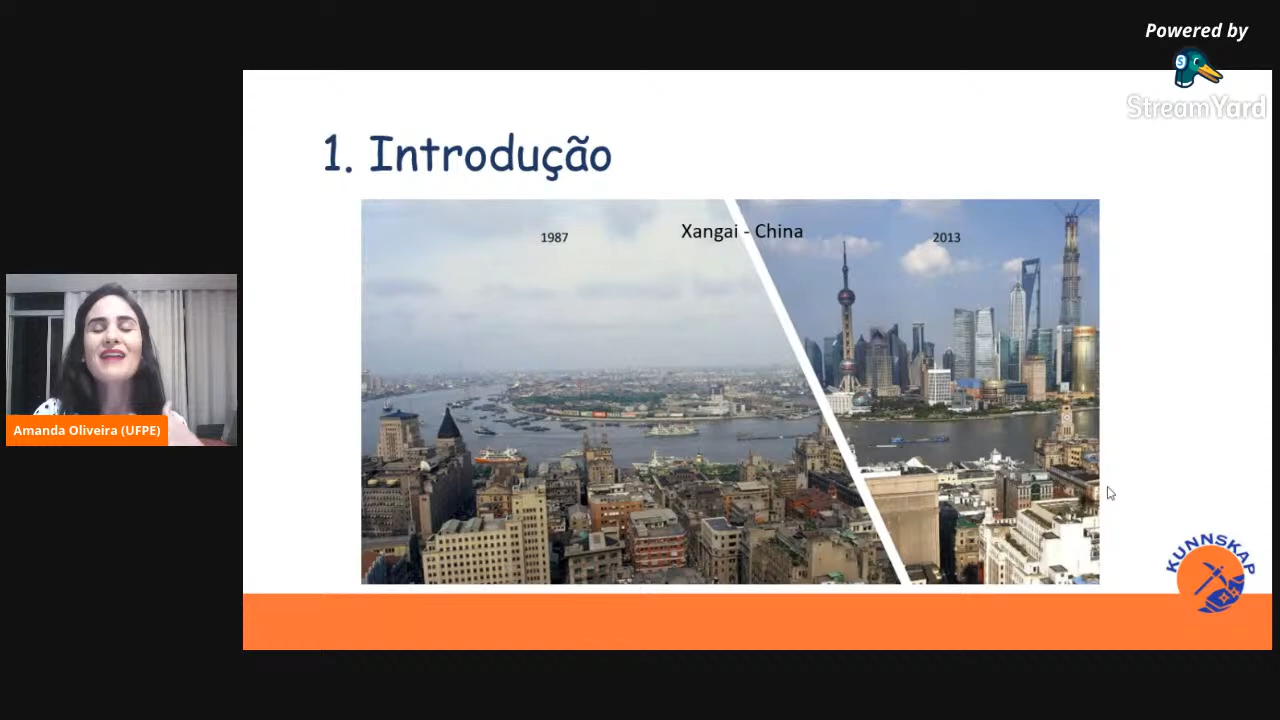 Powered by
StreamYard
1. Introdução
Xangai - China
1987
2013
Amanda Oliveira (UFPE)
KUNNSKAP